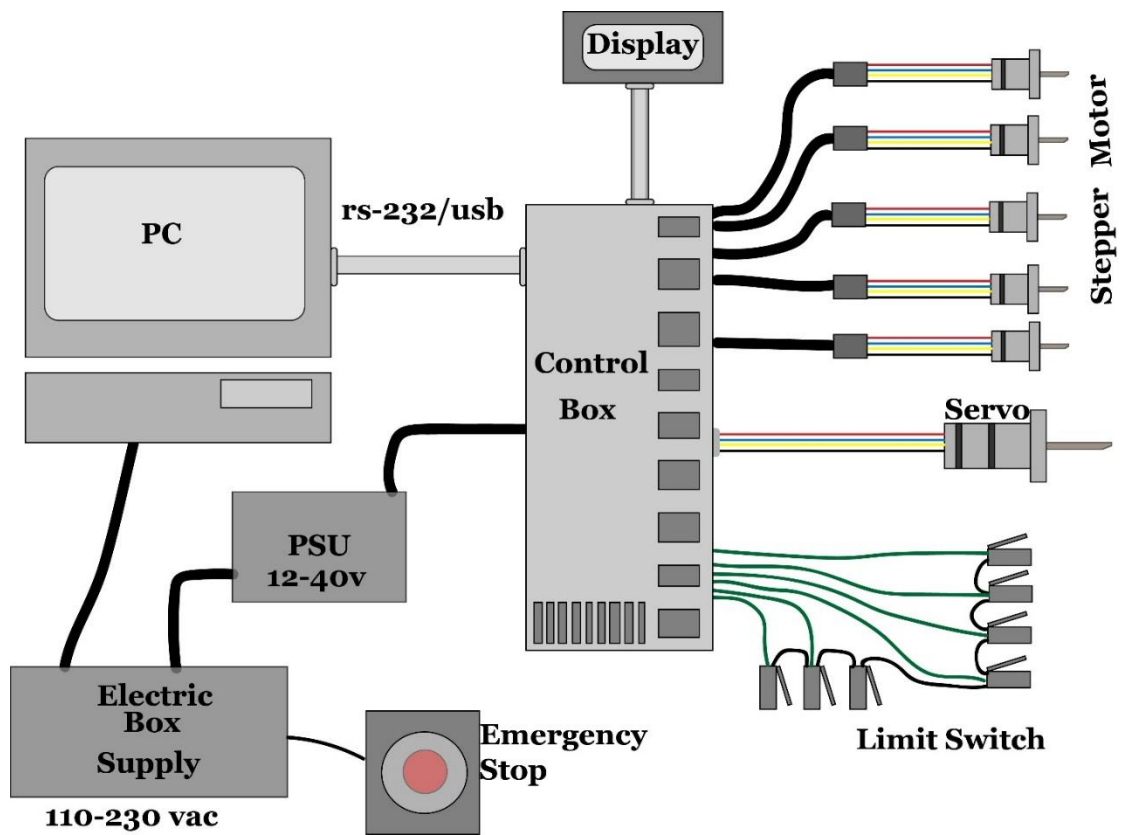 Display
rs-232/usb
PC
Stepper Motor
Control
Box
Servo
PSU
12-40v
Electric
Box
Supply
Emergency
Stop
Limit Switch
110-230 vac